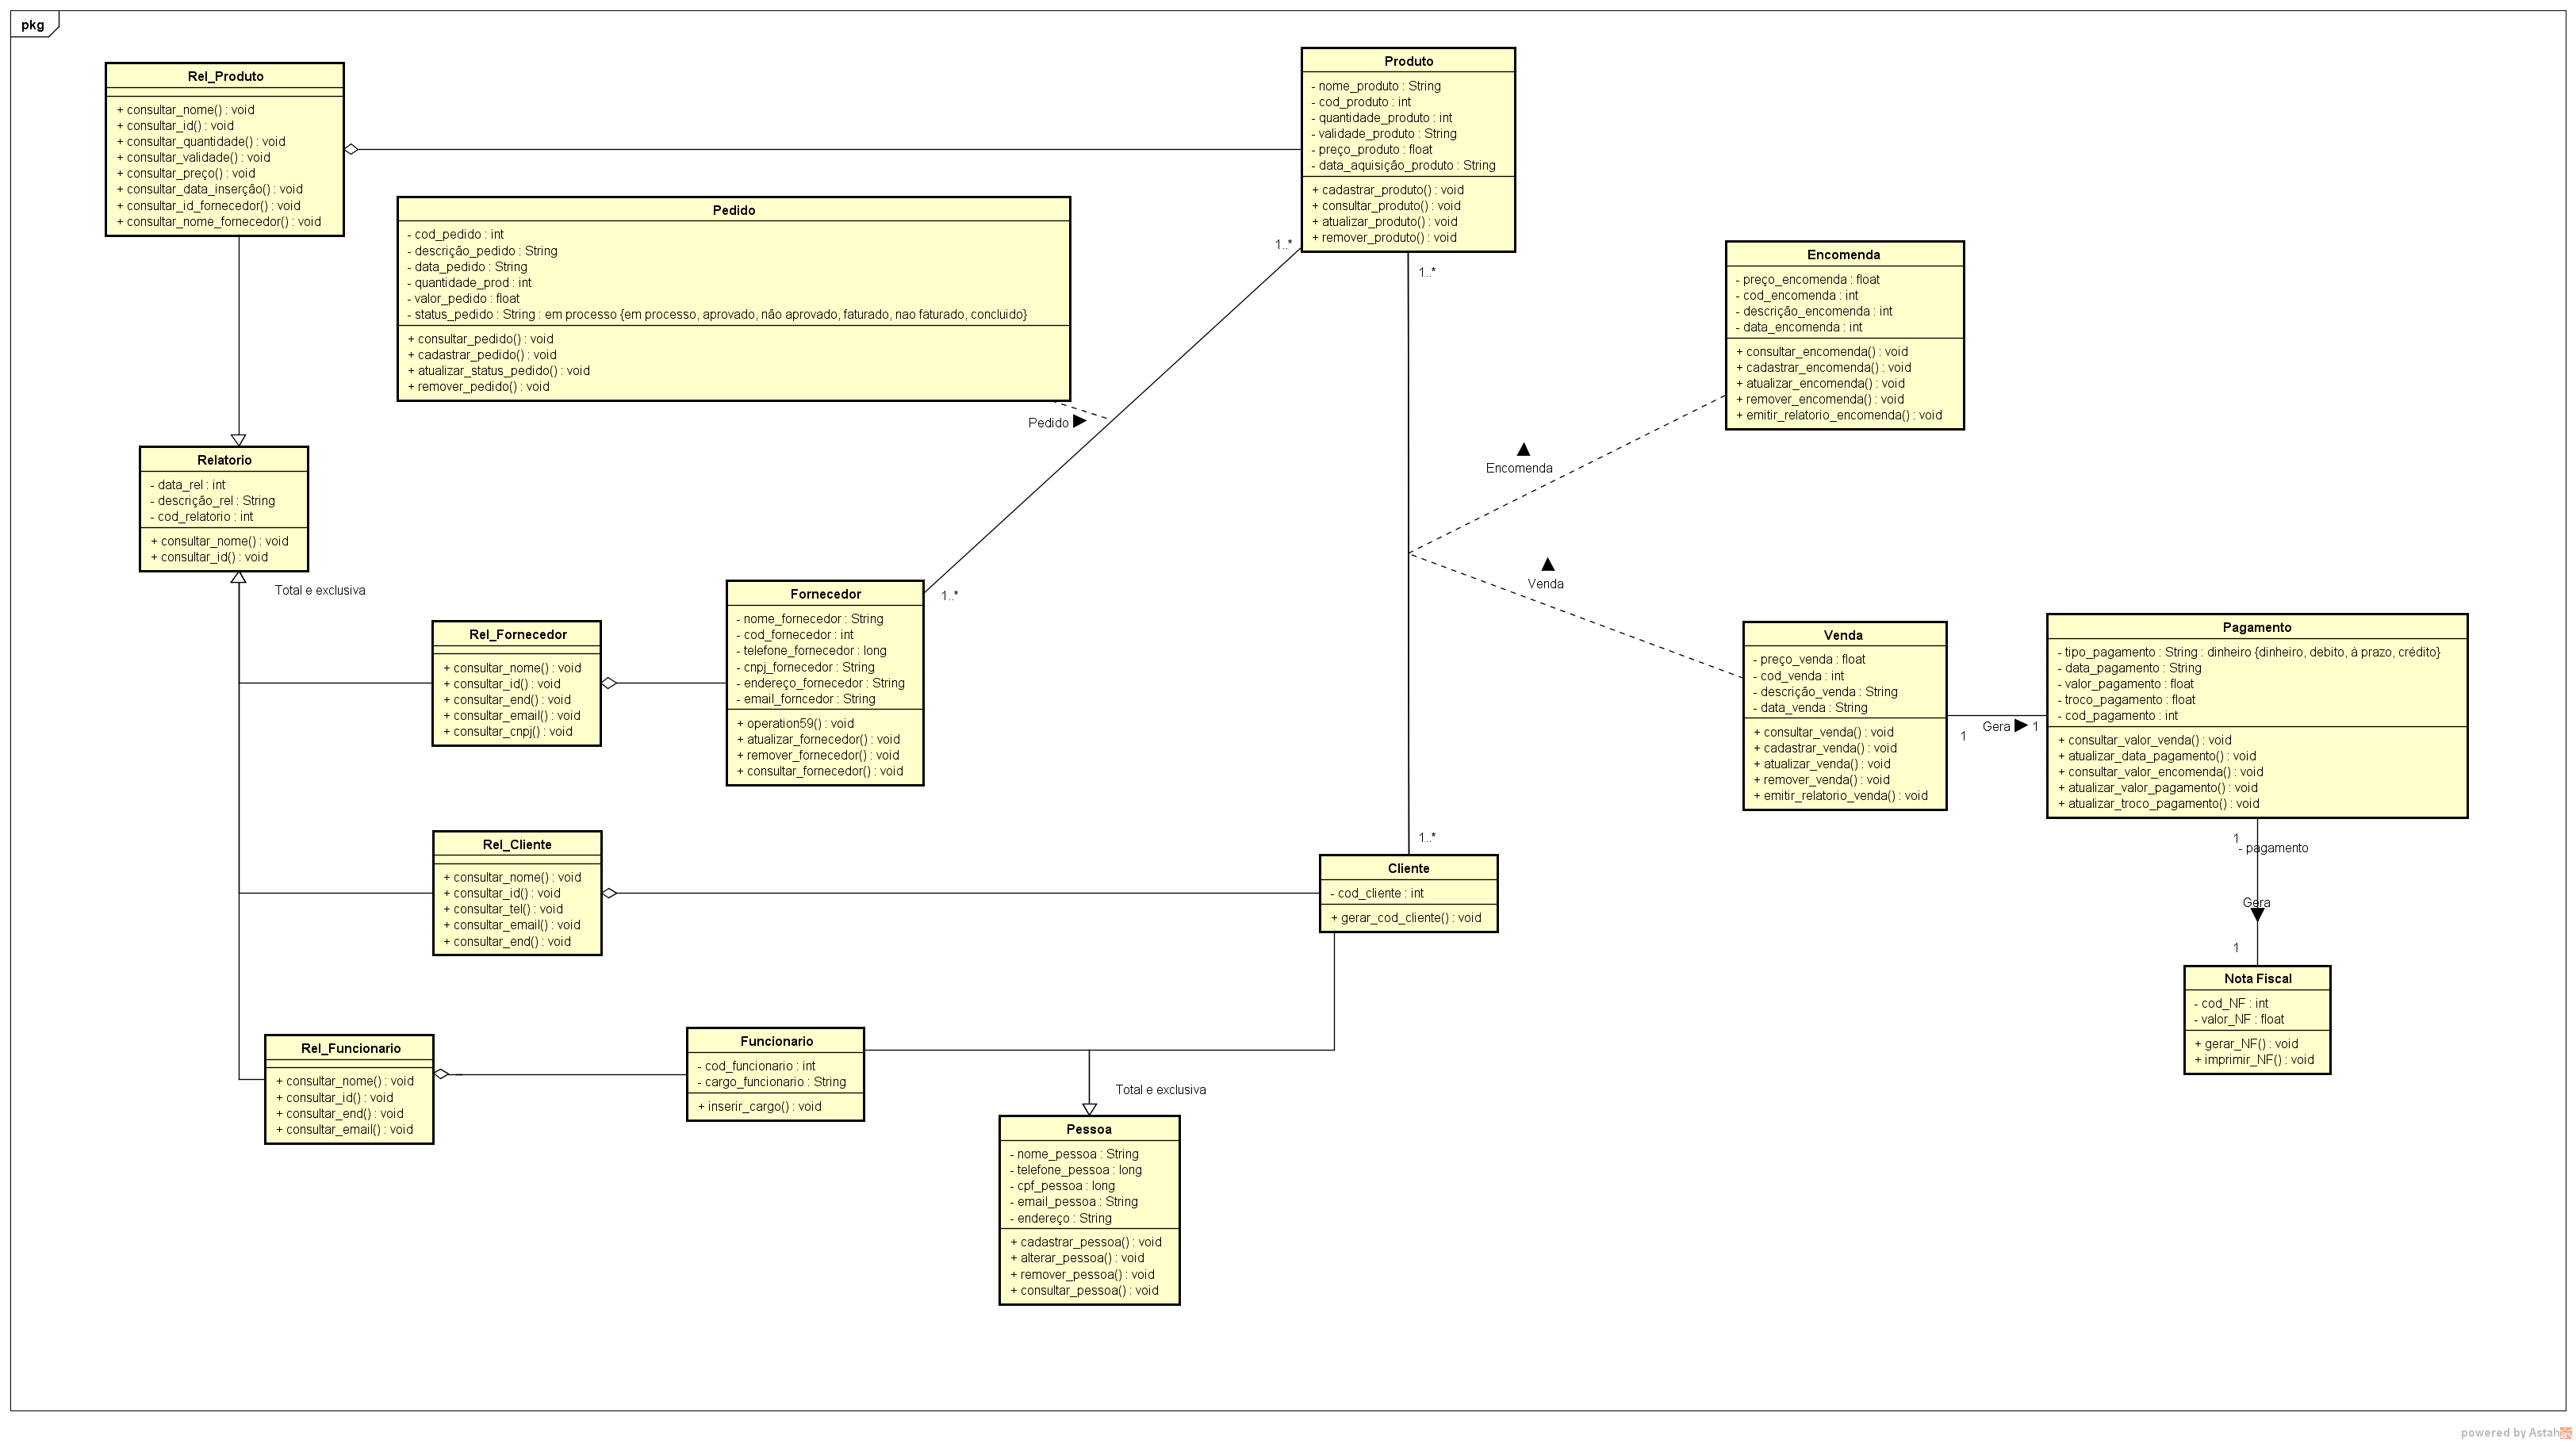 pkg
Rel_Produto
+ consultar_nome() : void
+ consultar_id() : void
+ consultar_quantidade() : void
+ consultar_validade() : void
+ consultar_preço() : void
+ consultar_data_inserção() : void
+ consultar_id_fornecedor() : void
+ consultar_nome_fornecedor() : void
Produto
- nome_produto : String
- cod_produto : int
- quantidade_produto : int
- validade_produto : String
- preço_produto : float
- data_aquisição_produto : String
+ cadastrar_produto() : void
+ consultar_produto() : void
+ atualizar_produto() : void
+ remover_produto() : void
1..*
1..*
Pedido
- cod_pedido : int
- descrição_pedido : String
- data_pedido : String
- quantidade_prod : int
- valor_pedido : float
- status_pedido : String : em processo {em processo, aprovado, não aprovado, faturado, nao faturado, concluido}
+ consultar_pedido() : void
+ cadastrar_pedido() : void
+ atualizar_status_pedido() : void
+ remover_pedido() : void
Pedido
Encomenda
- preço_encomenda : float
- cod_encomenda : int
- descrição_encomenda : int
- data_encomenda : int
+ consultar_encomenda() : void
+ cadastrar_encomenda() : void
+ atualizar_encomenda() : void
+ remover_encomenda() : void
+ emitir_relatorio_encomenda() : void
Encomenda
Venda
Relatorio
- data_rel : int
- descrição_rel : String
- cod_relatorio : int
+ consultar_nome() : void
+ consultar_id() : void
Total e exclusiva
Rel_Fornecedor
+ consultar_nome() : void
+ consultar_id() : void
+ consultar_end() : void
+ consultar_email() : void
+ consultar_cnpj() : void
Fornecedor
- nome_fornecedor : String
- cod_fornecedor : int
- telefone_fornecedor : long
- cnpj_fornecedor : String
- endereço_fornecedor : String
- email_forncedor : String
+ operation59() : void
+ atualizar_fornecedor() : void
+ remover_fornecedor() : void
+ consultar_fornecedor() : void
1..*
Venda
- preço_venda : float
- cod_venda : int
- descrição_venda : String
- data_venda : String
+ consultar_venda() : void
+ cadastrar_venda() : void
+ atualizar_venda() : void
+ remover_venda() : void
+ emitir_relatorio_venda() : void
1
Gera
1
Pagamento
- tipo_pagamento : String : dinheiro {dinheiro, debito, à prazo, crédito}
- data_pagamento : String
- valor_pagamento : float
- troco_pagamento : float
- cod_pagamento : int
+ consultar_valor_venda() : void
+ atualizar_data_pagamento() : void
+ consultar_valor_encomenda() : void
+ atualizar_valor_pagamento() : void
+ atualizar_troco_pagamento() : void
1
- pagamento
Gera
1
Rel_Cliente
+ consultar_nome() : void
+ consultar_id() : void
+ consultar_tel() : void
+ consultar_email() : void
+ consultar_end() : void
1..*
Cliente
- cod_cliente : int
+ gerar_cod_cliente() : void
Nota Fiscal
- cod_NF : int
- valor_NF : float
+ gerar_NF() : void
+ imprimir_NF() : void
Rel_Funcionario
+ consultar_nome() : void
+ consultar_id() : void
+ consultar_end() : void
+ consultar_email() : void
Funcionario
- cod_funcionario : int
- cargo_funcionario : String
+ inserir_cargo() : void
Total e exclusiva
Pessoa
- nome_pessoa : String
- telefone_pessoa : long
- cpf_pessoa : long
- email_pessoa : String
- endereço : String
+ cadastrar_pessoa() : void
+ alterar_pessoa() : void
+ remover_pessoa() : void
+ consultar_pessoa() : void
powered by Astah